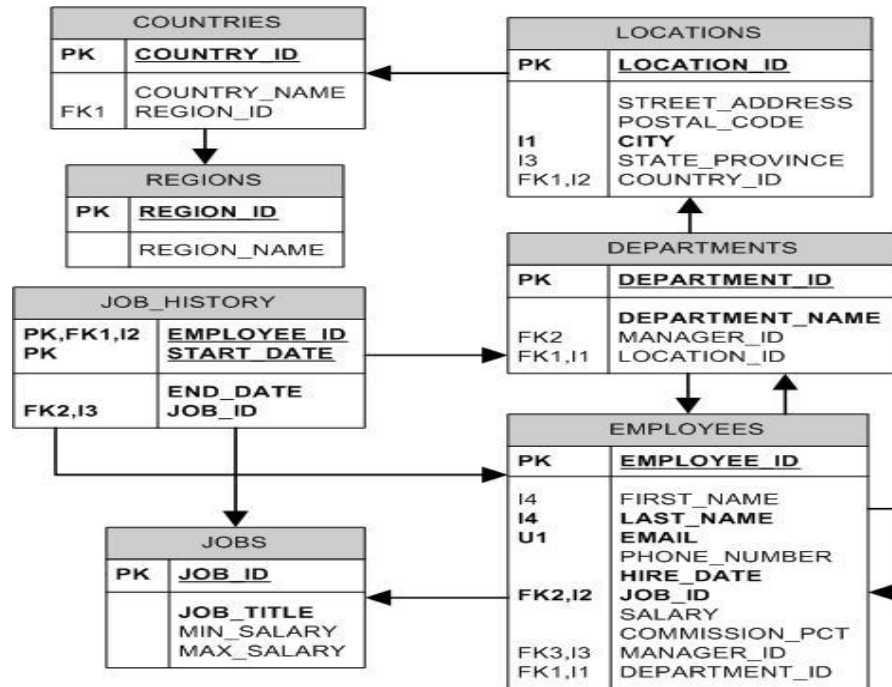 COUNTRIES
PK COUNTRY_ID
COUNTRY_NAME
FK1 REGION_ID
REGIONS
PK REGION_ID
REGION_NAME
JOB_HISTORY
PK,FK1,I2 EMPLOYEE_ID
PK START_DATE
END_DATE
FK2,I3 JOB_ID
JOBS
PK JOB_ID
JOB_TITLE
MIN_SALARY
MAX_SALARY
LOCATIONS
PK LOCATION_ID
STREET_ADDRESS
POSTAL_CODE
I1 CITY
I3 STATE_PROVINCE
FK1,I2 COUNTRY_ID
DEPARTMENTS
PK DEPARTMENT_ID
DEPARTMENT_NAME
FK2 MANAGER_ID
FK1,I1 LOCATION_ID
EMPLOYEES
PK EMPLOYEE_ID
I4 FIRST_NAME
I4 LAST_NAME
U1 EMAIL
PHONE_NUMBER
HIRE_DATE
FK2,I2 JOB_ID
SALARY
COMMISSION_PCT
FK3,I3 MANAGER_ID
FK1,I1 DEPARTMENT_ID